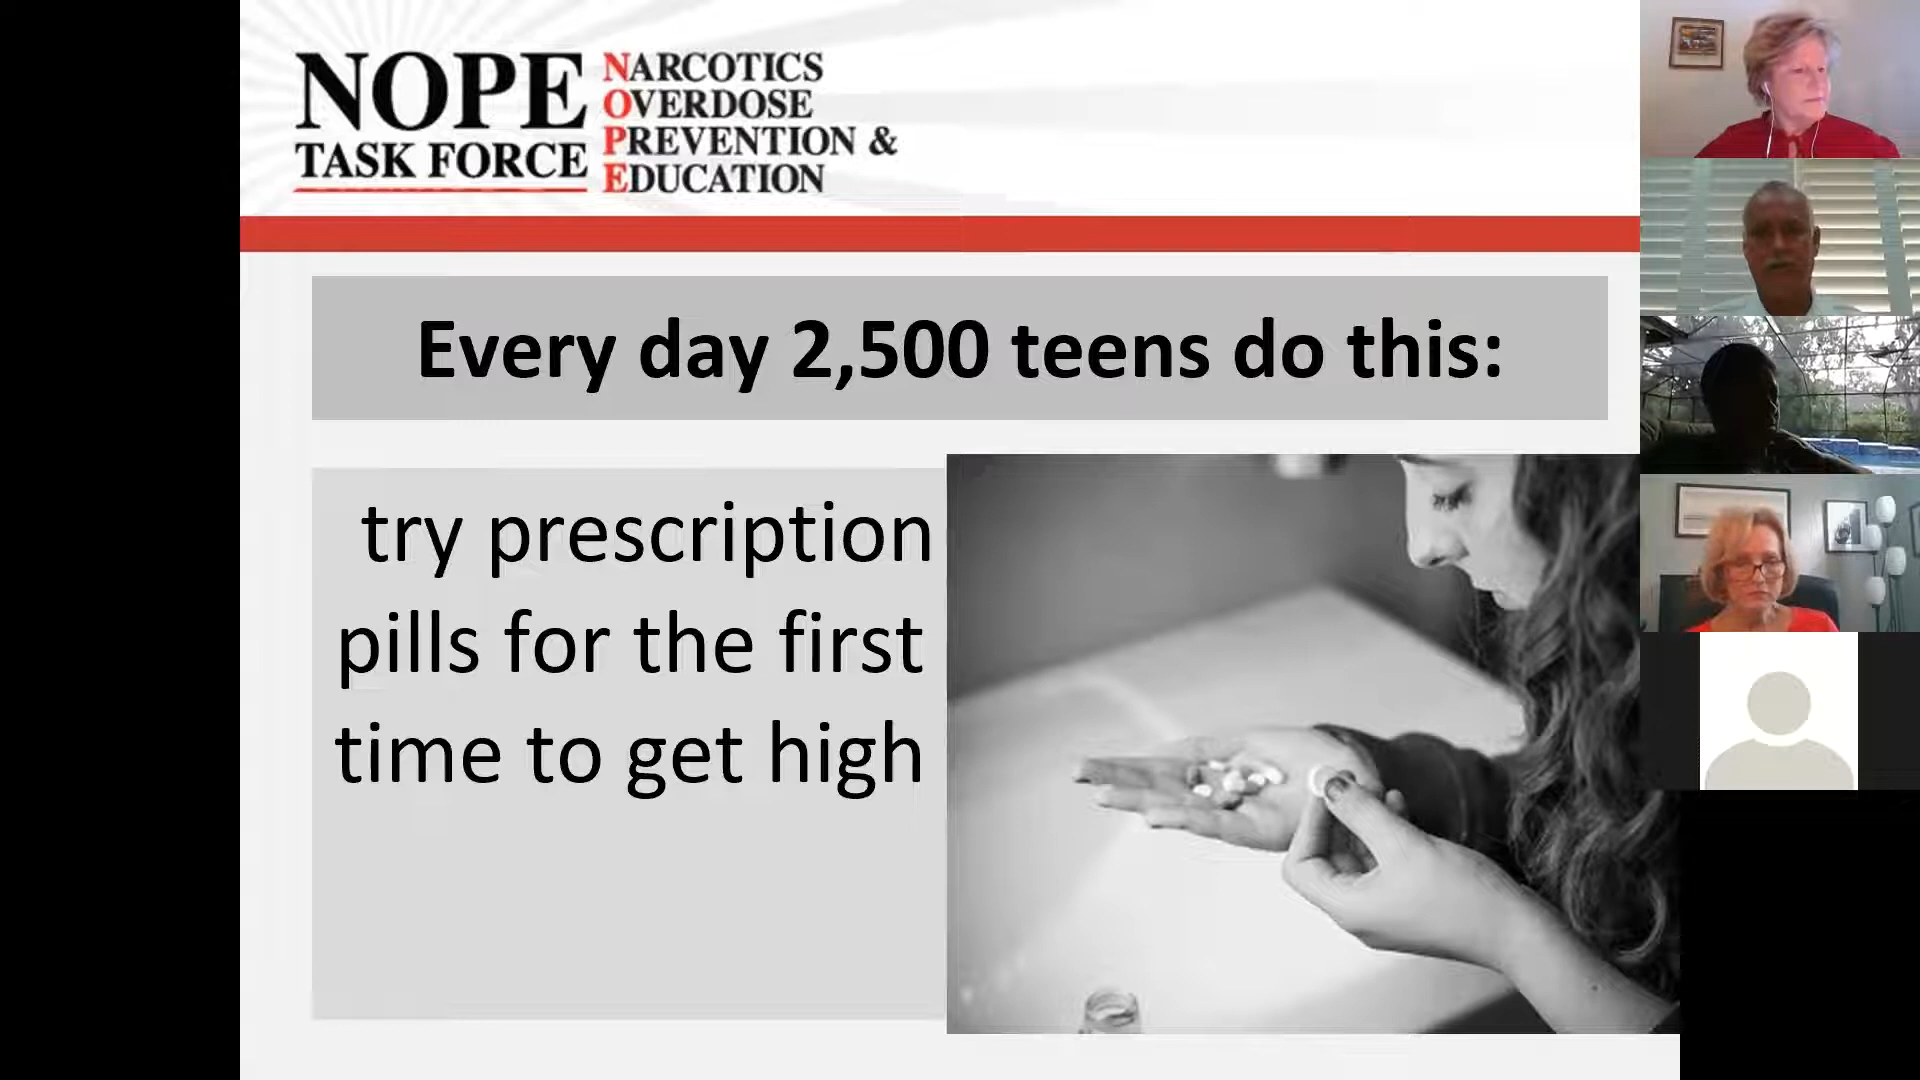 NOPE
TASK FORCE
NARCOTICS
OVERDOSE
PREVENTION &
EDUCATION
Every day 2,500 teens do this:
try prescription
pills for the first
time to get high